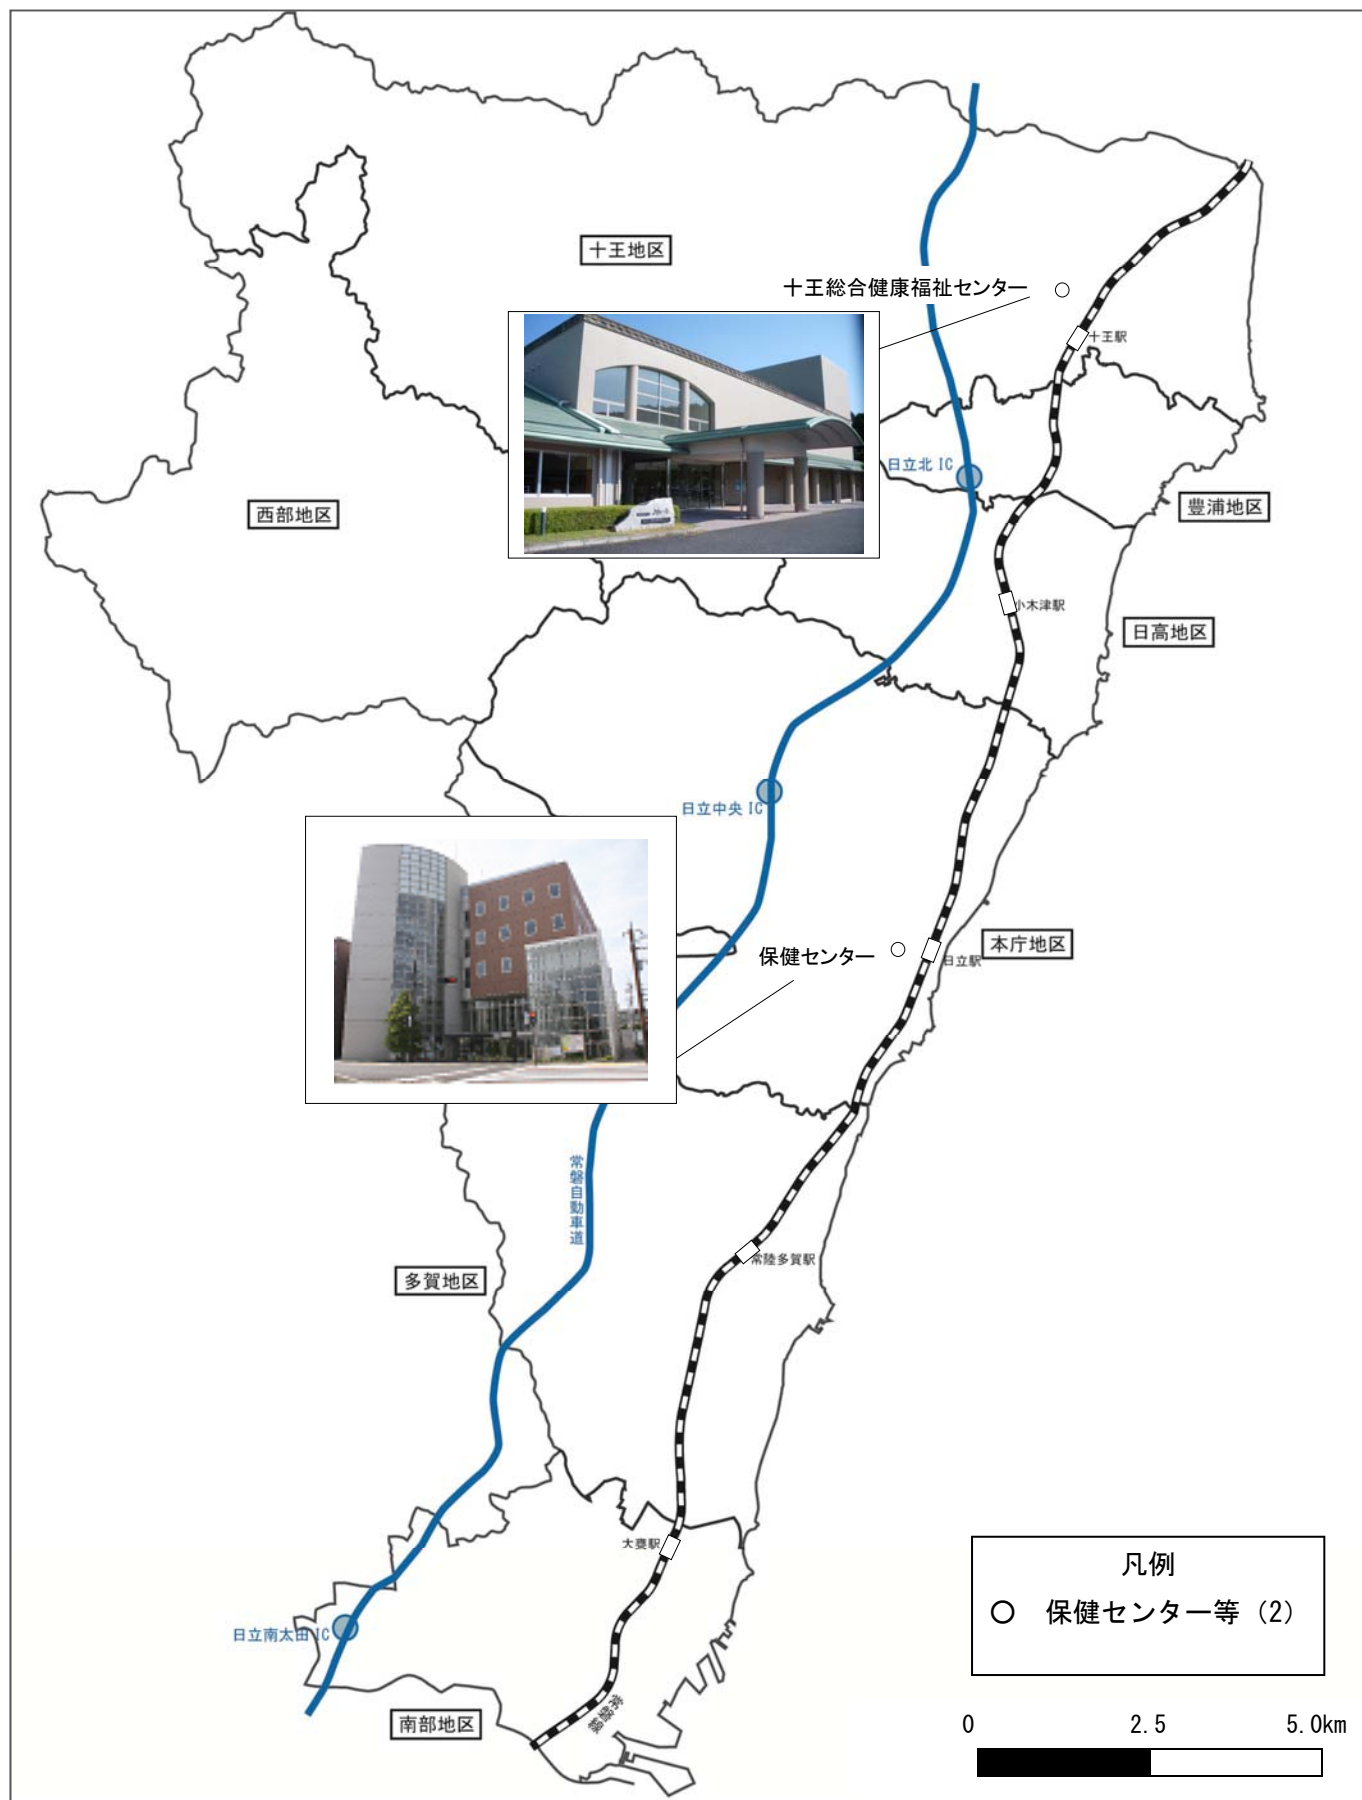 十王地区
十王総合健康福祉センター
十王駅
日立北 IC
西部地区
豊浦地区
小木津駅
日高地区
日立中央 IC
保健センター
本庁地区
日立駅
常磐自動車道
常陸多賀駅
多賀地区
大甕駅
日立南太田 IC
常磐線
南部地区
凡例
○ 保健センター等（2）
0 2.5 5.0km